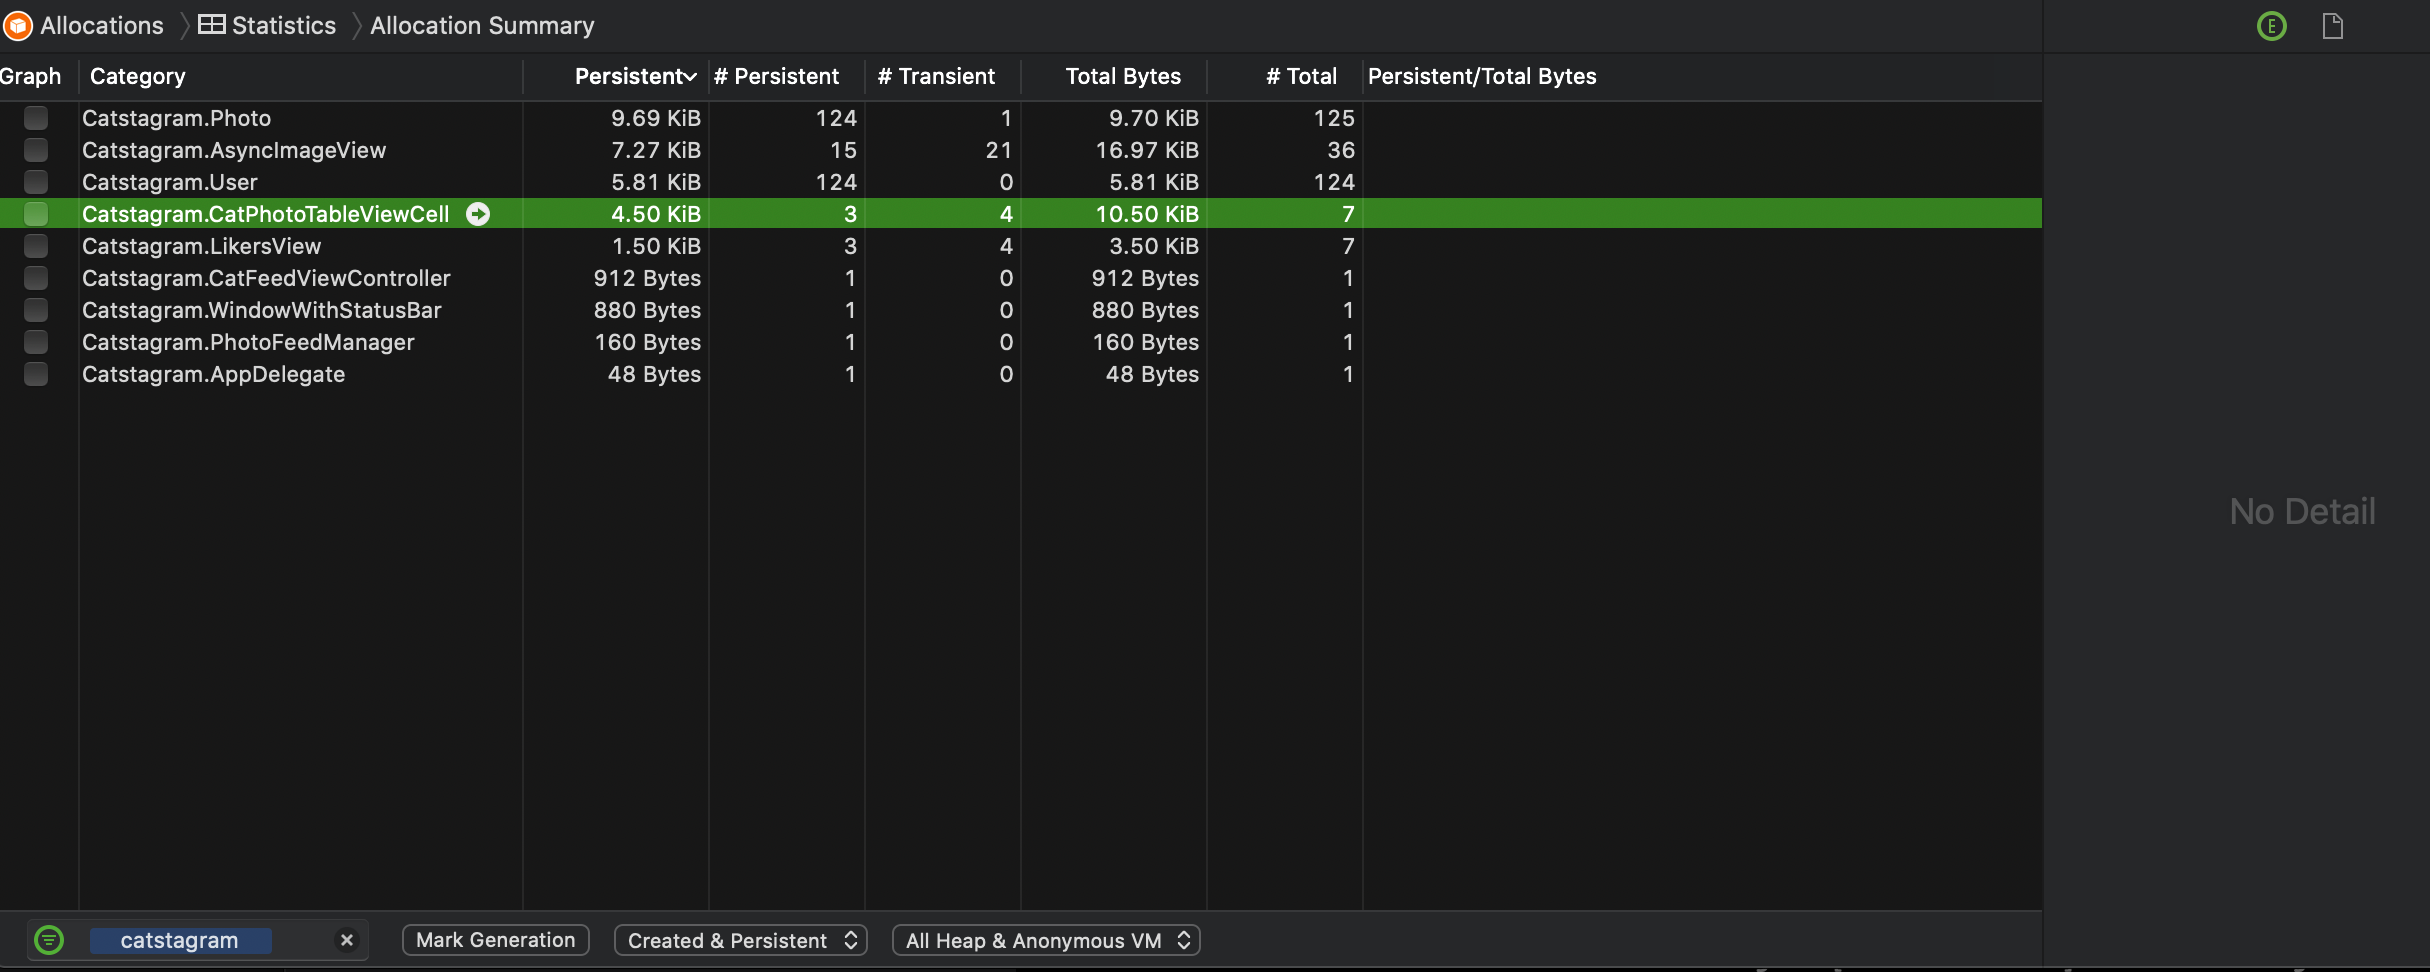 Allocations Statistics Allocation Summary E
Graph Category Persistent # Persistent # Transient Total Bytes # Total Persistent/Total Bytes
Catstagram.Photo 9.69 KiB 124 1 9.70 KiB 125
Catstagram.AsyncImageView 7.27 KiB 15 21 16.97 KiB 36
Catstagram.User 5.81 KiB 124 0 5.81 KiB 124
Catstagram.CatPhotoTableViewCell 4.50 KiB 3 4 10.50 KiB 7
Catstagram.LikersView 1.50 KiB 3 4 3.50 KiB 7
Catstagram.CatFeedViewController 912 Bytes 1 0 912 Bytes 1
Catstagram.WindowWithStatusBar 880 Bytes 1 0 880 Bytes 1
Catstagram.PhotoFeedManager 160 Bytes 1 0 160 Bytes 1
Catstagram.AppDelegate 48 Bytes 1 0 48 Bytes 1
No Detail
catstagram Mark Generation Created & Persistent All Heap & Anonymous VM